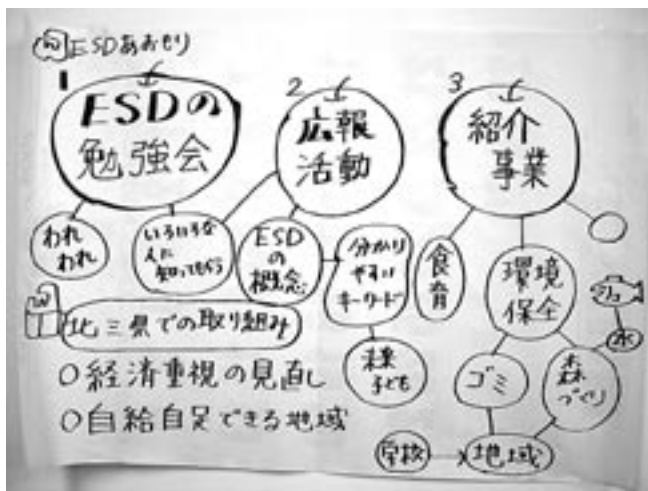 ESDあおもり
1
ESDの
勉強会
われ
われ
いろいろな
人に
知ってもらう
2
広報
活動
ESD
の
概念
分かり
やすい
キーワード
子ども
3
紹介
事業
食育
環境
保全
ゴミ
森
づくり
水
地域
学校
北三県での取り組み
○経済重視の見直し
○自給自足できる地域